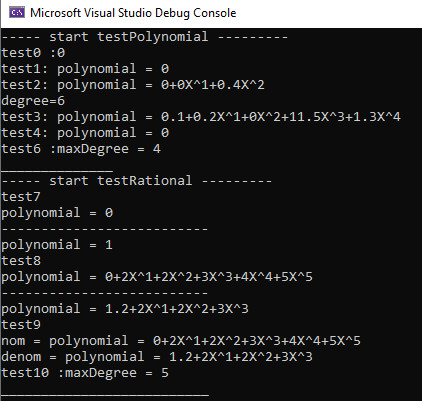 Microsoft Visual Studio Debug Console
----- start testPolynomial ---------
test0 :0
test1: polynomial = 0
test2: polynomial = 0+0X^1+0.4X^2
degree=6
test3: polynomial = 0.1+0.2X^1+0X^2+11.5X^3+1.3X^4
test4: polynomial = 0
test6 :maxDegree = 4
______________
----- start testRational ---------
test7
polynomial = 0
--------------------------
polynomial = 1
test8
polynomial = 0+2X^1+2X^2+3X^3+4X^4+5X^5
--------------------------
polynomial = 1.2+2X^1+2X^2+3X^3
test9
nom = polynomial = 0+2X^1+2X^2+3X^3+4X^4+5X^5
denom = polynomial = 1.2+2X^1+2X^2+3X^3
test10 :maxDegree = 5
__________________________